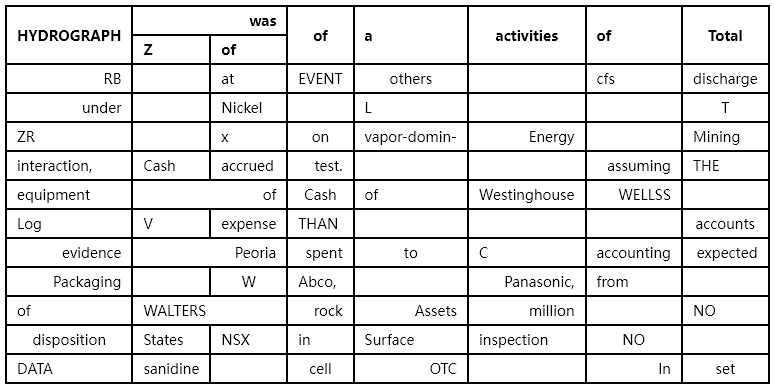 was
HYDROGRAPH of a activities of Total
Z of
RB at EVENT others cfs discharge
under Nickel L T
ZR x on vapor-domin- Energy Mining
interaction, Cash accrued test. assuming THE
equipment of Cash of Westinghouse WELLSS
Log V expense THAN accounts
evidence Peoria spent to C accounting expected
Packaging W Abco, Panasonic, from
of WALTERS rock Assets million NO
disposition States NSX in Surface inspection NO
DATA sanidine cell OTC In set